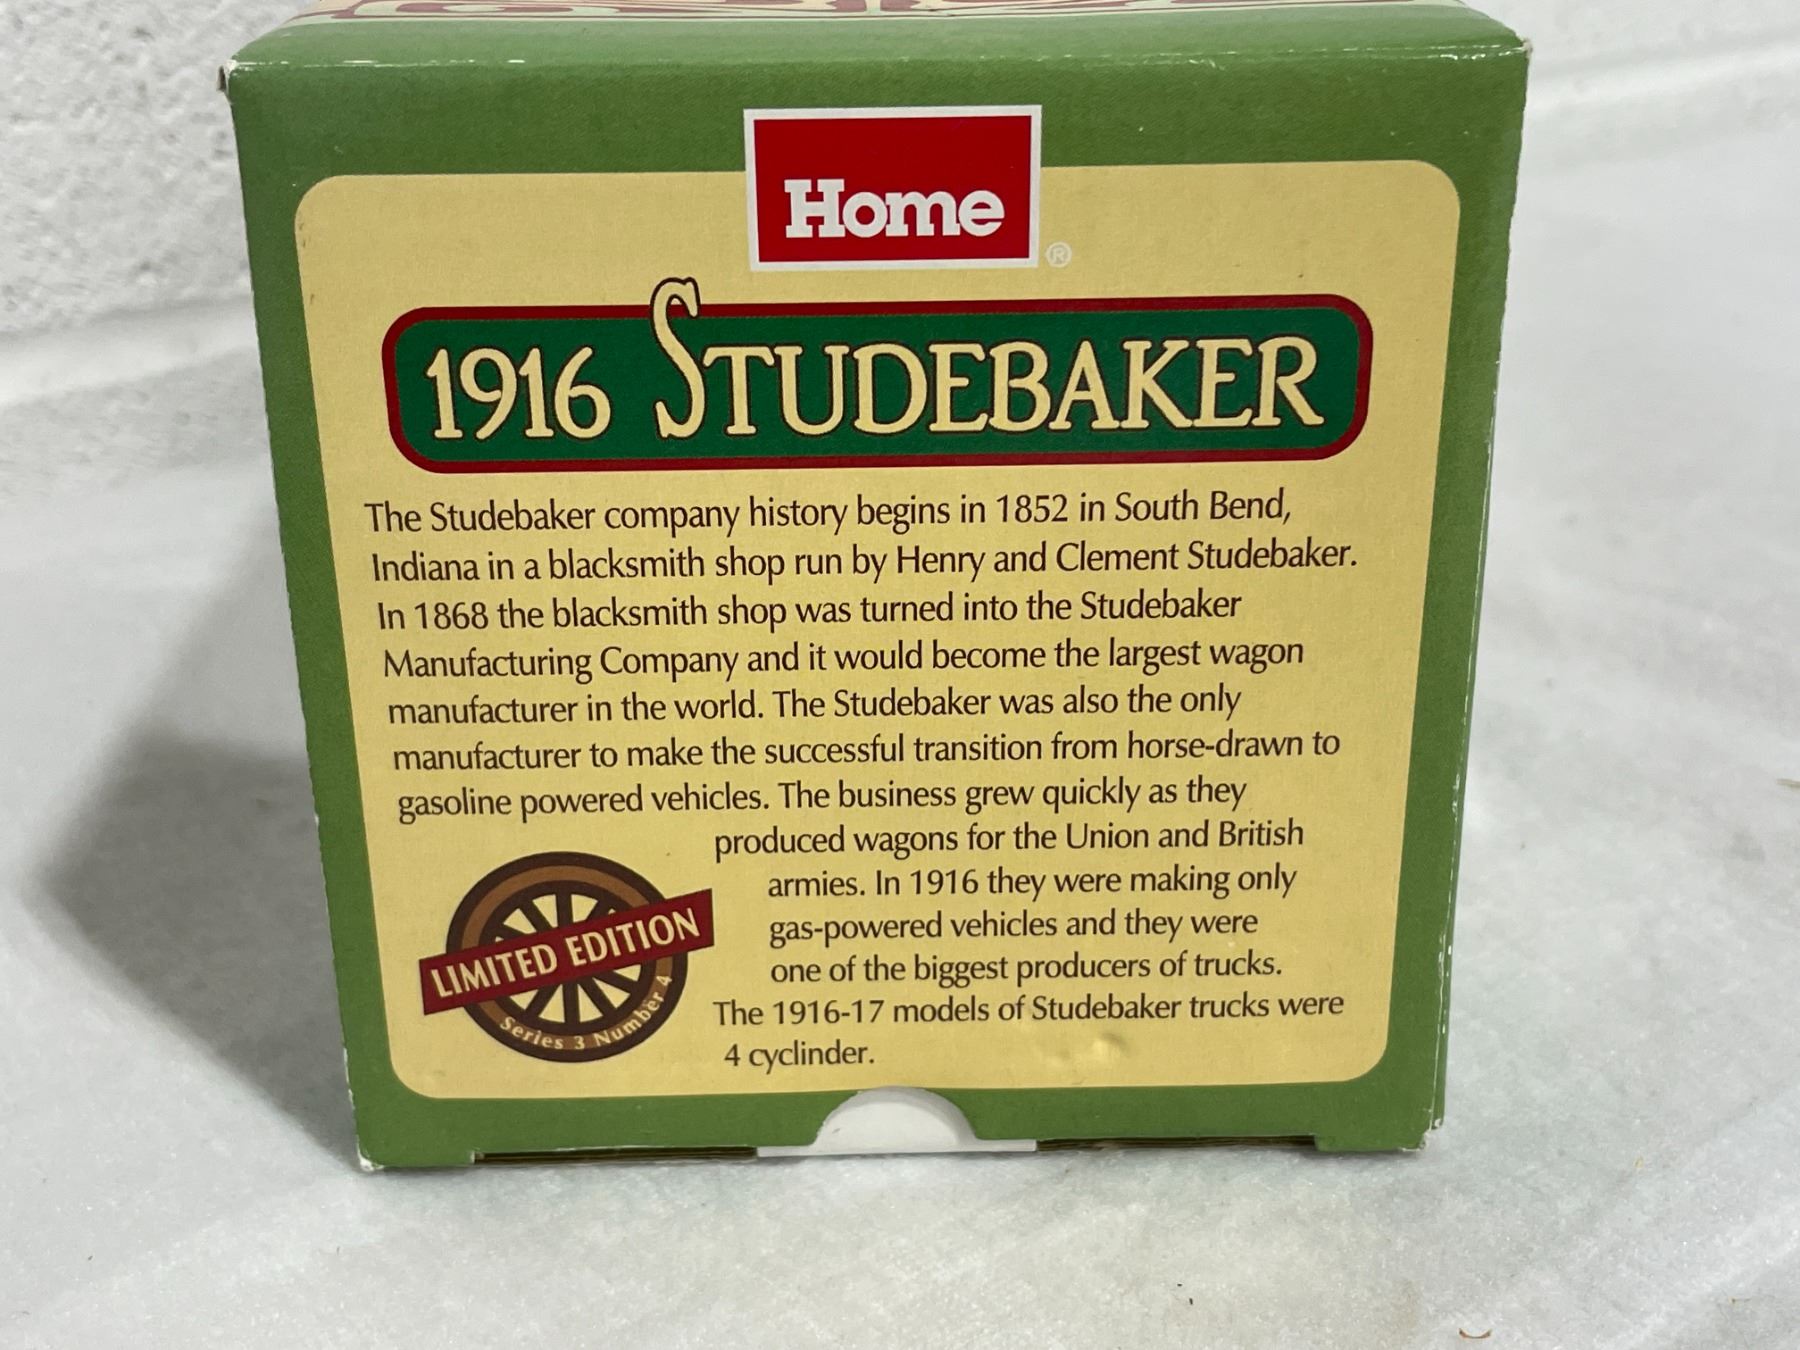 Home
®
1916 STUDEBAKER
The Studebaker company history begins in 1852 in South Bend,
Indiana in a blacksmith shop run by Henry and Clement Studebaker.
In 1868 the blacksmith shop was turned into the Studebaker
Manufacturing Company and it would become the largest wagon
manufacturer in the world. The Studebaker was also the only
manufacturer to make the successful transition from horse-drawn to
gasoline powered vehicles. The business grew quickly as they
produced wagons for the Union and British
armies. In 1916 they were making only
gas-powered vehicles and they were
one of the biggest producers of trucks.
The 1916-17 models of Studebaker trucks were
4 cyclinder.
LIMITED EDITION
Series 3 Number 4